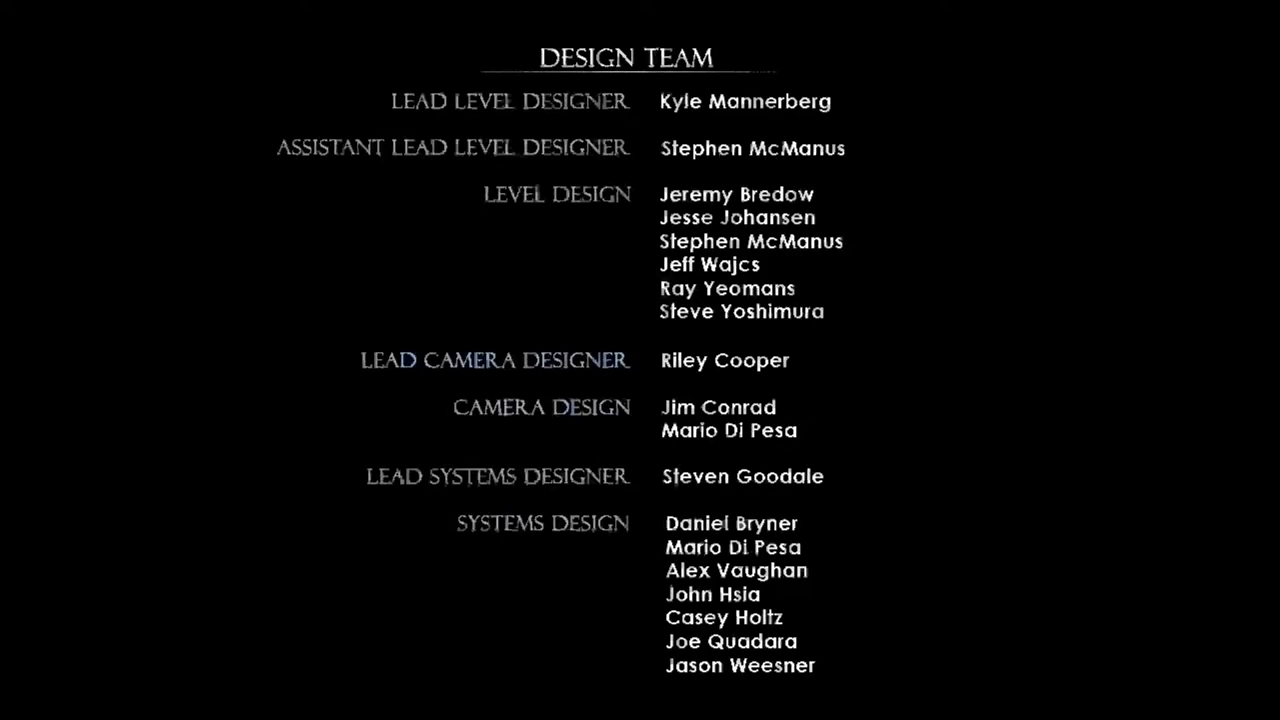 DESIGN TEAM
LEAD LEVEL DESIGNER Kyle Mannerberg
ASSISTANT LEAD LEVEL DESIGNER Stephen McManus
LEVEL DESIGN Jeremy Bredow
Jesse Johansen
Stephen McManus
Jeff Wajcs
Ray Yeomans
Steve Yoshimura
LEAD CAMERA DESIGNER Riley Cooper
CAMERA DESIGN Jim Conrad
Mario Di Pesa
LEAD SYSTEMS DESIGNER Steven Goodale
SYSTEMS DESIGN Daniel Bryner
Mario Di Pesa
Alex Vaughan
John Hsia
Casey Holtz
Joe Quadara
Jason Weesner